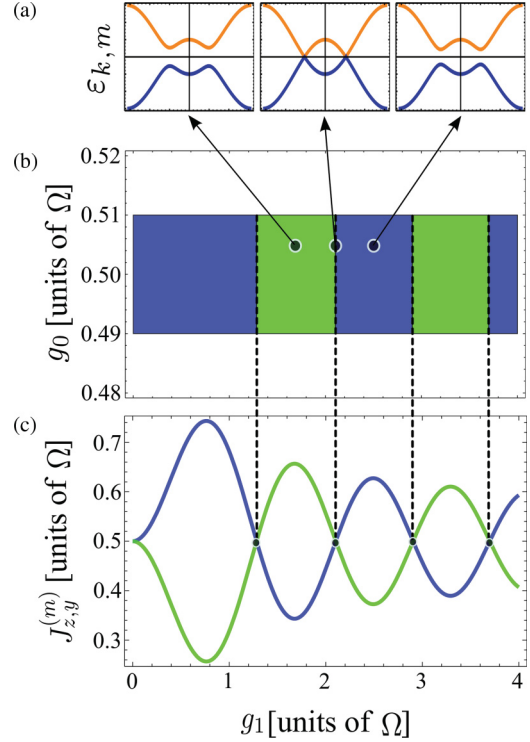 (a)
εk,m
(b)
g0 [units of Ω]
0.52
0.51
0.50
0.49
0.48
(c)
J(m)z,y [units of Ω]
0.7
0.6
0.5
0.4
0.3
0 1 2 3 4
g1[units of Ω]